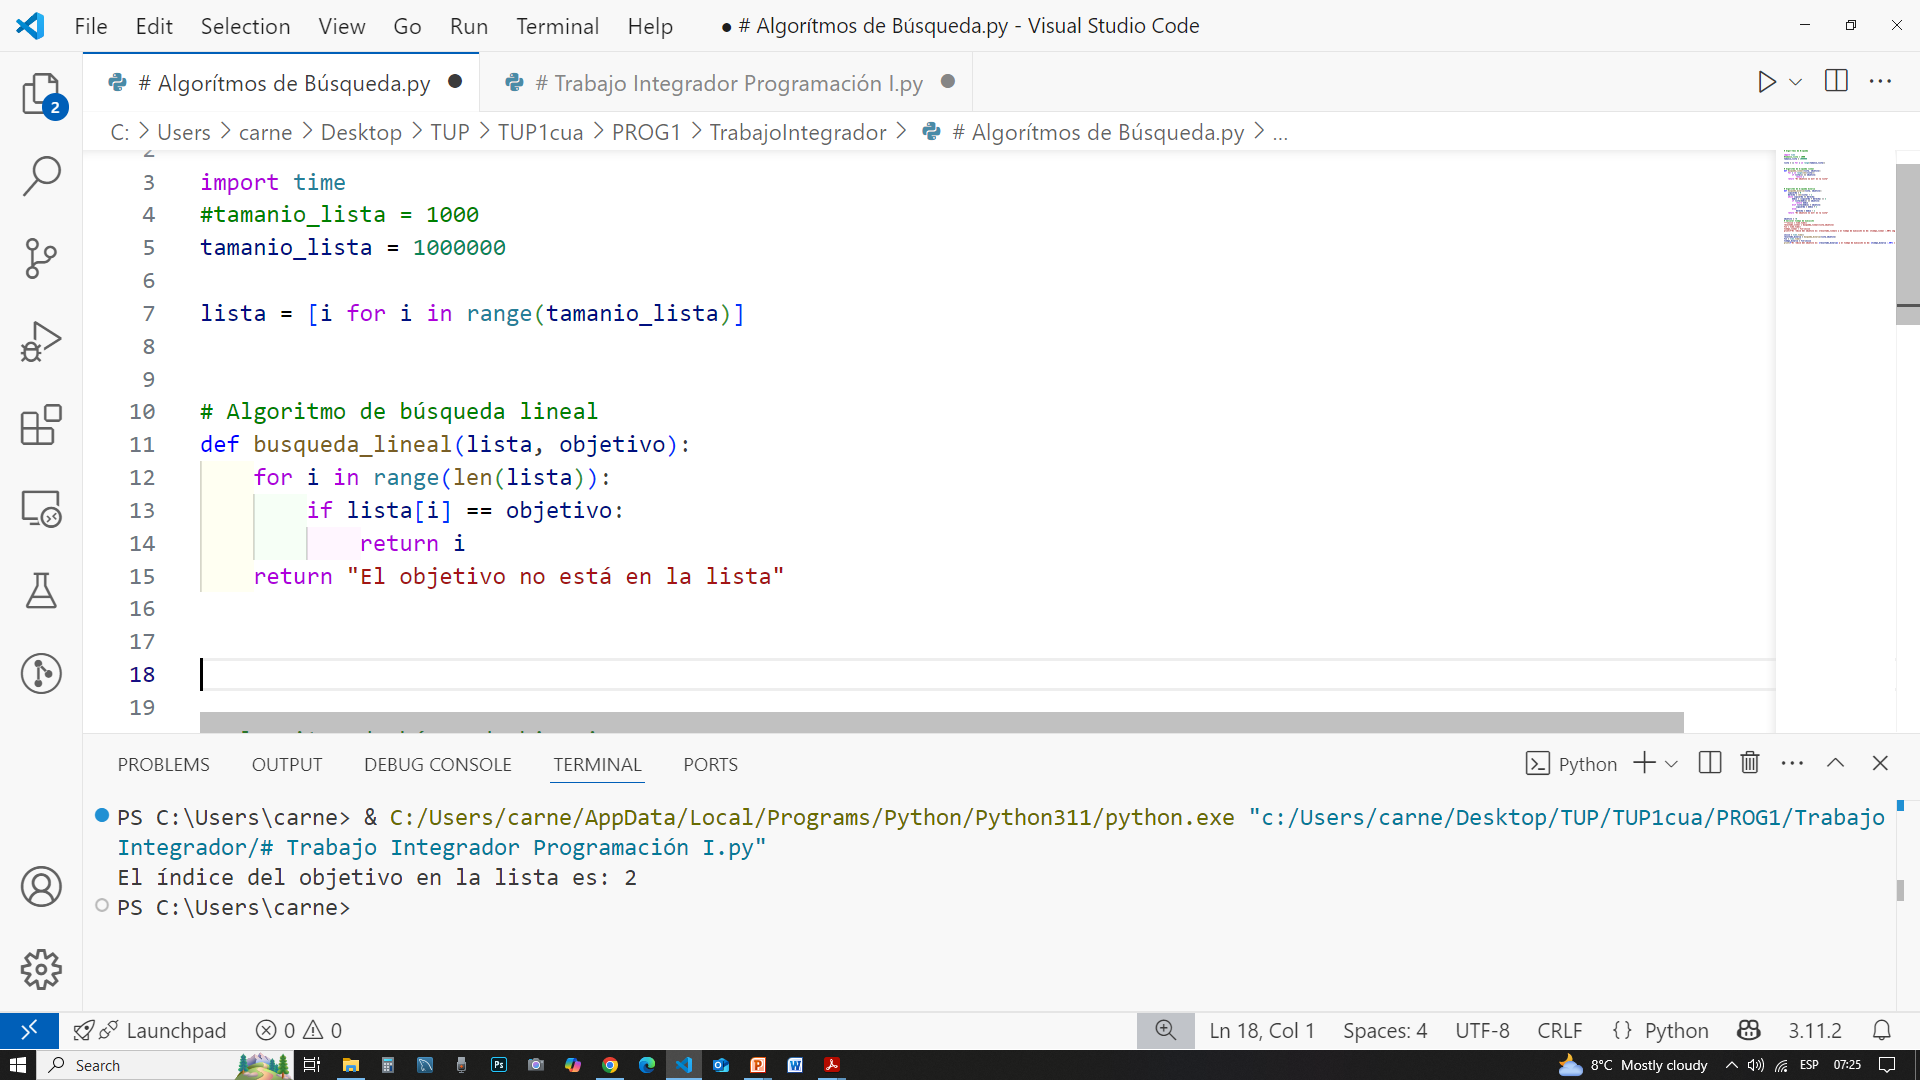 File Edit Selection View Go Run Terminal Help ● # Algorítmos de Búsqueda.py - Visual Studio Code
# Algorítmos de Búsqueda.py # Trabajo Integrador Programación I.py
2
C: > Users > carne > Desktop > TUP > TUP1cua > PROG1 > TrabajoIntegrador > # Algorítmos de Búsqueda.py > ...
2
3 import time
4 #tamanio_lista = 1000
5 tamanio_lista = 1000000
6
7 lista = [i for i in range(tamanio_lista)]
8
9
10 # Algoritmo de búsqueda lineal
11 def busqueda_lineal(lista, objetivo):
12 for i in range(len(lista)):
13 if lista[i] == objetivo:
14 return i
15 return "El objetivo no está en la lista"
16
17
18
19
PROBLEMS OUTPUT DEBUG CONSOLE TERMINAL PORTS Python
PS C:\Users\carne> & C:/Users/carne/AppData/Local/Programs/Python/Python311/python.exe "c:/Users/carne/Desktop/TUP/TUP1cua/PROG1/Trabajo
Integrador/# Trabajo Integrador Programación I.py"
El índice del objetivo en la lista es: 2
PS C:\Users\carne>
Launchpad 0 0 Ln 18, Col 1 Spaces: 4 UTF-8 CRLF {} Python 3.11.2
Search 8°C Mostly cloudy ESP 07:25